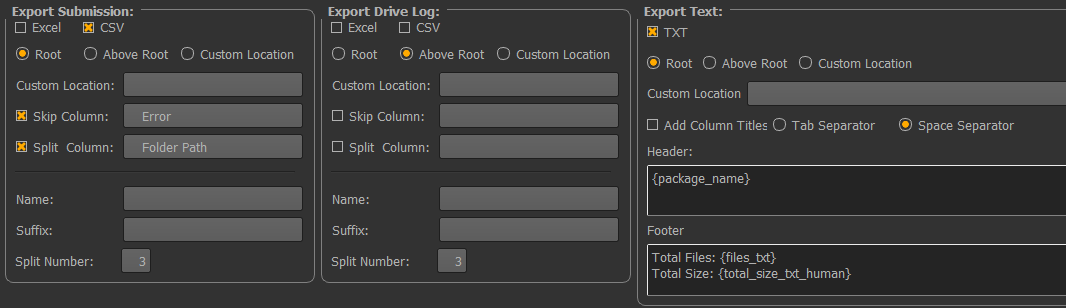 Export Submission:
Excel CSV
Root Above Root Custom Location
Custom Location:
Skip Column: Error
Split Column: Folder Path
Name:
Suffix:
Split Number: 3
Export Drive Log:
Excel CSV
Root Above Root Custom Location
Custom Location:
Skip Column:
Split Column:
Name:
Suffix:
Split Number: 3
Export Text:
TXT
Root Above Root Custom Location
Custom Location
Add Column Titles Tab Separator Space Separator
Header:
{package_name}
Footer
Total Files: {files_txt}
Total Size: {total_size_txt_human}